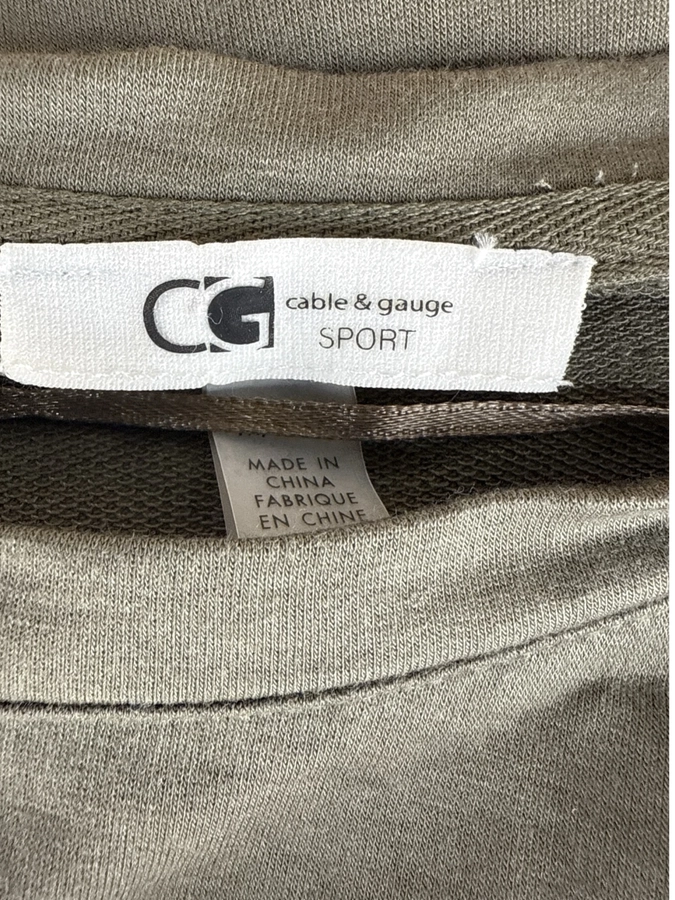 CG cable & gauge
SPORT
MADE IN
CHINA
FABRIQUE
EN CHINE